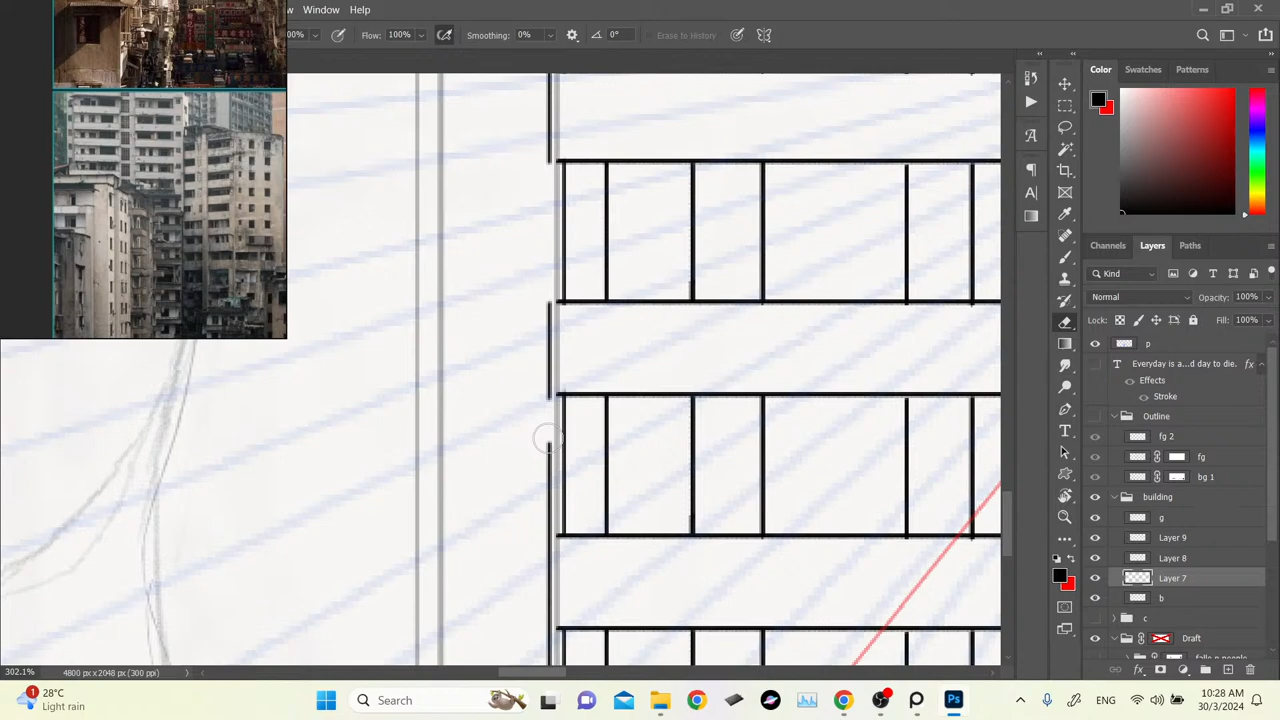 w Window Help
00% Flow: 100% Smoothing: 0% 0° Erase to History
Color Swatches Patterns
Channels Layers Paths
Kind
Normal Opacity: 100%
Lock: Fill: 100%
p
T Everyday is a...d day to die. fx
Effects
Stroke
Outline
fg 2
fg
bg 1
building
g
Layer 9
Layer 8
Layer 7
b
c
Draft
302.1% 4800 px x 2048 px (300 ppi)
1 28°C
Light rain
Search
ENG
10:28 AM
30/3/2024
Ps